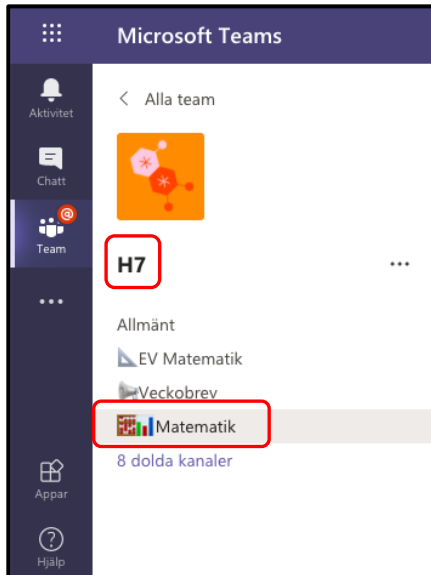 Microsoft Teams
Aktivitet
Chatt
@
Team
Appar
Hjälp
< Alla team
H7
Allmänt
📐EV Matematik
📢Veckobrev
🧮📊Matematik
8 dolda kanaler